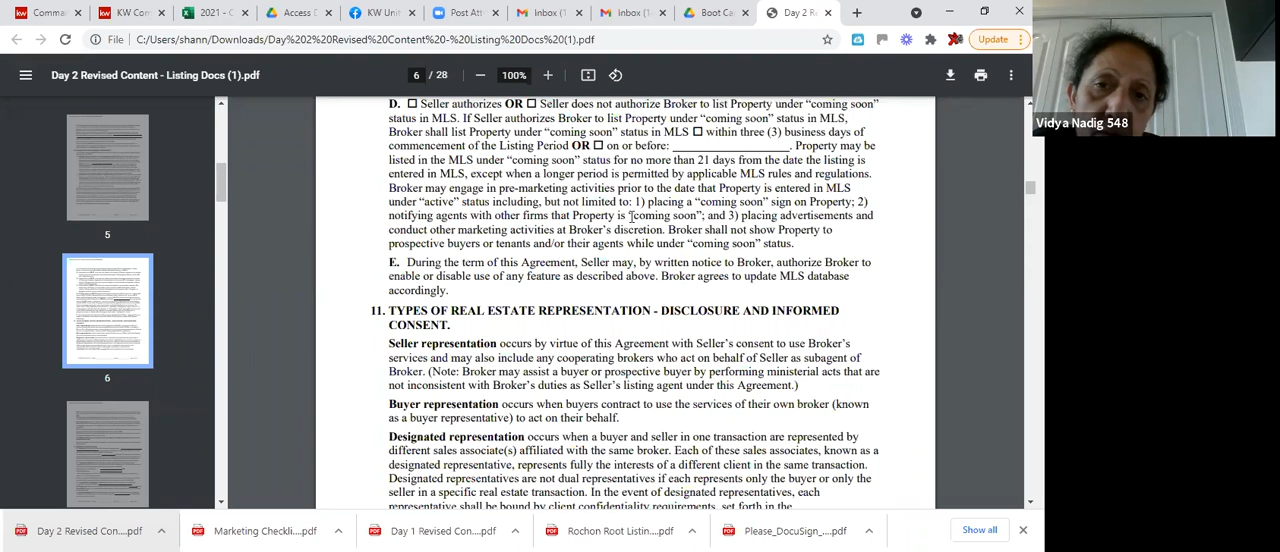 Comman
KW Com
2021 - C
Access D
KW Unit
Post Att
Inbox (1
Inbox (1
Boot Ca
Day 2 R
File
C:/Users/shann/Downloads/Day%202%20Revised%20Content%20-%20Listing%20Docs%20(1).pdf
Update
Day 2 Revised Content - Listing Docs (1).pdf
6 / 28
100%
Vidya Nadig 548
5
6
D. ☐ Seller authorizes OR ☐ Seller does not authorize Broker to list Property under “coming soon”
status in MLS. If Seller authorizes Broker to list Property under “coming soon” status in MLS,
Broker shall list Property under “coming soon” status in MLS ☐ within three (3) business days of
commencement of the Listing Period OR ☐ on or before: ____________________. Property may be
listed in the MLS under “coming soon” status for no more than 21 days from the date the listing is
entered in MLS, except when a longer period is permitted by applicable MLS rules and regulations.
Broker may engage in pre-marketing activities prior to the date that Property is entered in MLS
under “active” status including, but not limited to: 1) placing a “coming soon” sign on Property; 2)
notifying agents with other firms that Property is “coming soon”; and 3) placing advertisements and
conduct other marketing activities at Broker’s discretion. Broker shall not show Property to
prospective buyers or tenants and/or their agents while under “coming soon” status.
E. During the term of this Agreement, Seller may, by written notice to Broker, authorize Broker to
enable or disable use of any feature as described above. Broker agrees to update MLS database
accordingly.
11. TYPES OF REAL ESTATE REPRESENTATION - DISCLOSURE AND INFORMED
CONSENT.
Seller representation occurs by virtue of this Agreement with Seller’s consent to use Broker’s
services and may also include any cooperating brokers who act on behalf of Seller as subagent of
Broker. (Note: Broker may assist a buyer or prospective buyer by performing ministerial acts that are
not inconsistent with Broker’s duties as Seller’s listing agent under this Agreement.)
Buyer representation occurs when buyers contract to use the services of their own broker (known
as a buyer representative) to act on their behalf.
Designated representation occurs when a buyer and seller in one transaction are represented by
different sales associate(s) affiliated with the same broker. Each of these sales associates, known as a
designated representative, represents fully the interests of a different client in the same transaction.
Designated representatives are not dual representatives if each represents only the buyer or only the
seller in a specific real estate transaction. In the event of designated representatives, each
representative shall be bound by client confidentiality requirements, set forth in the
Day 2 Revised Con....pdf
Marketing Checkli....pdf
Day 1 Revised Con....pdf
Rochon Root Listin....pdf
Please_DocuSign_....pdf
Show all